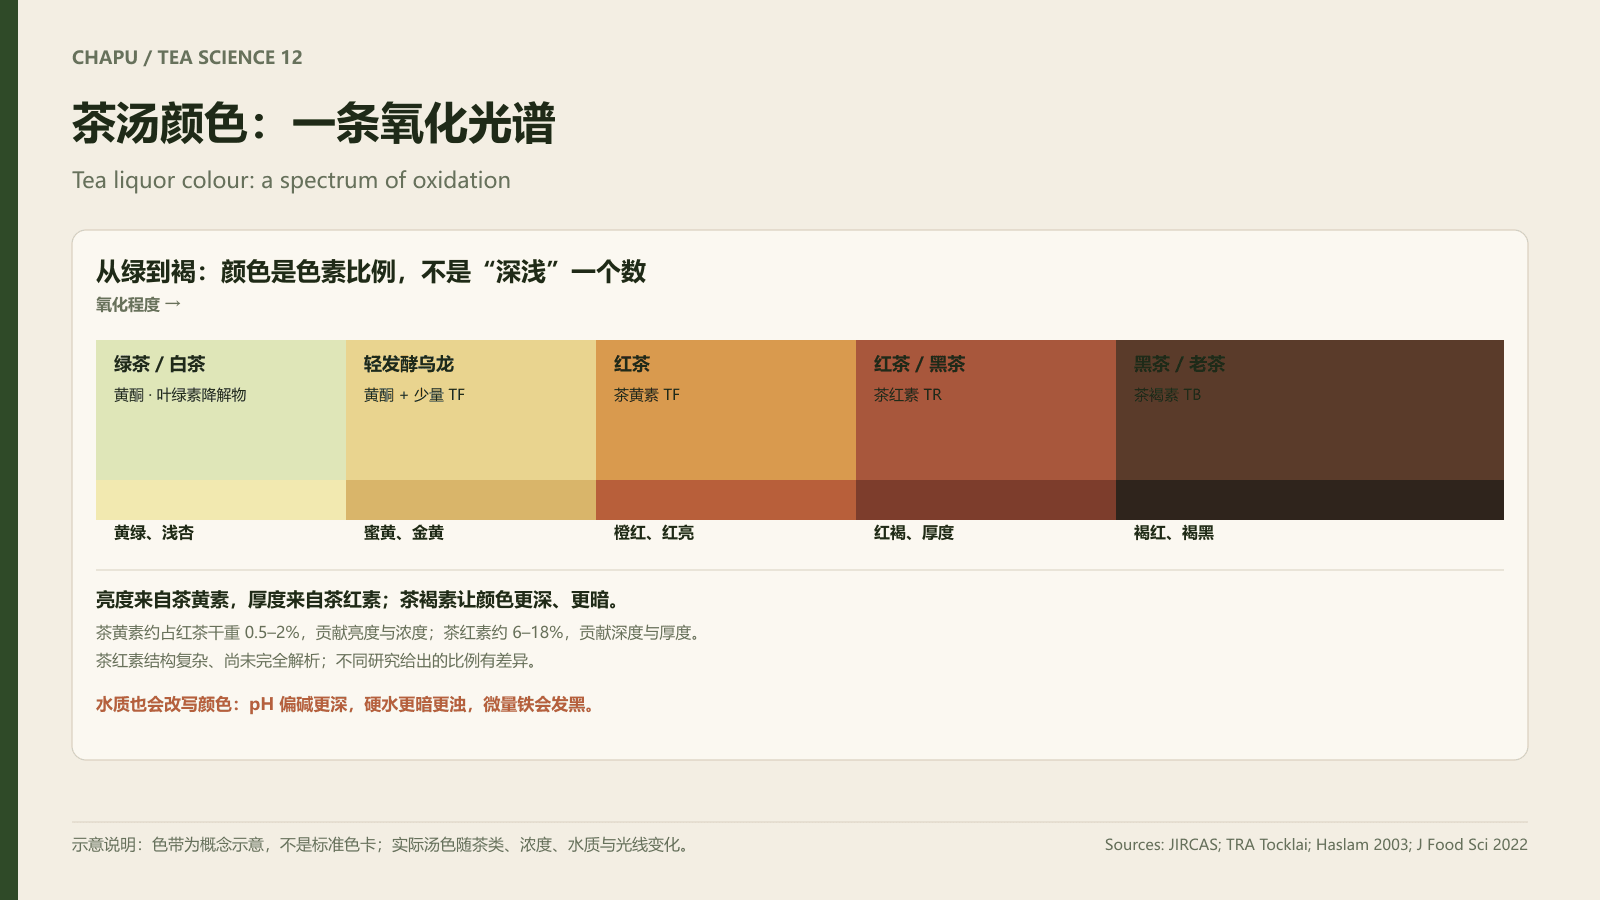 CHAPU / TEA SCIENCE 12
茶汤颜色：一条氧化光谱
Tea liquor colour: a spectrum of oxidation
从绿到褐：颜色是色素比例，不是“深浅”一个数
氧化程度 →
绿茶 / 白茶
黄酮 · 叶绿素降解物
黄绿、浅杏
轻发酵乌龙
黄酮 + 少量 TF
蜜黄、金黄
红茶
茶黄素 TF
橙红、红亮
红茶 / 黑茶
茶红素 TR
红褐、厚度
黑茶 / 老茶
茶褐素 TB
褐红、褐黑
亮度来自茶黄素，厚度来自茶红素；茶褐素让颜色更深、更暗。
茶黄素约占红茶干重 0.5–2%，贡献亮度与浓度；茶红素约 6–18%，贡献深度与厚度。
茶红素结构复杂、尚未完全解析；不同研究给出的比例有差异。
水质也会改写颜色：pH 偏碱更深，硬水更暗更浊，微量铁会发黑。
示意说明：色带为概念示意，不是标准色卡；实际汤色随茶类、浓度、水质与光线变化。
Sources: JIRCAS; TRA Tocklai; Haslam 2003; J Food Sci 2022